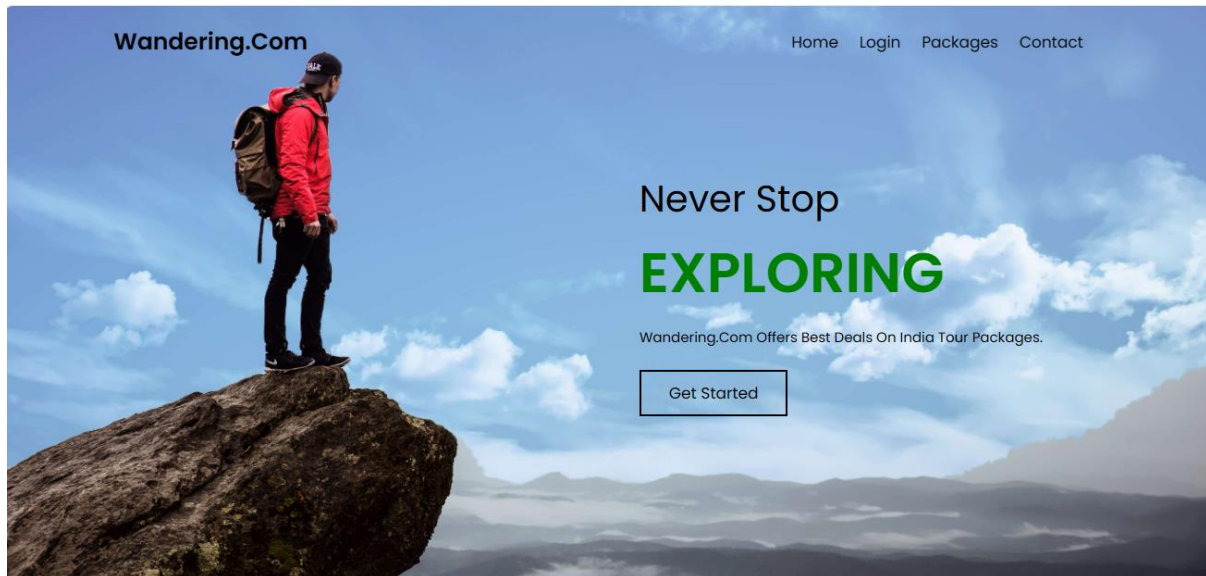 Wandering.Com
Home Login Packages Contact
Never Stop
EXPLORING
Wandering.Com Offers Best Deals On India Tour Packages.
Get Started